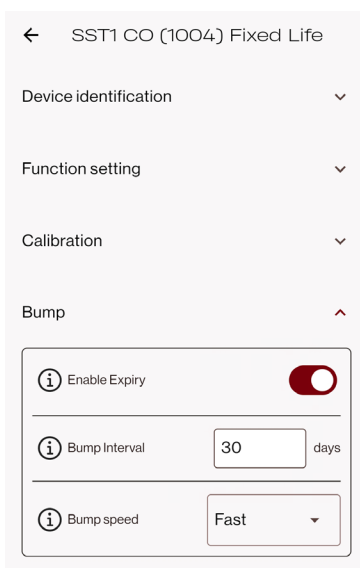 SST1 CO (1004) Fixed Life
Device identification
Function setting
Calibration
Bump
Enable Expiry
Bump Interval 30 days
Bump speed Fast